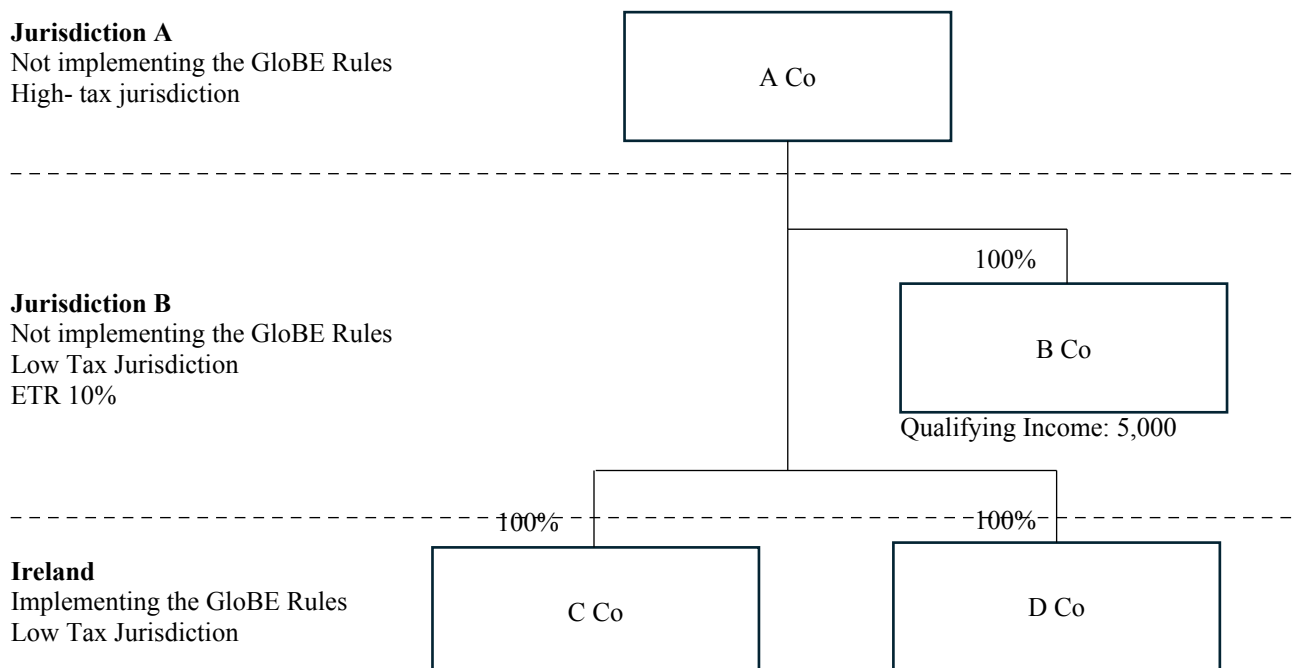 Jurisdiction A
Not implementing the GloBE Rules
High- tax jurisdiction
A Co
100%
Jurisdiction B
Not implementing the GloBE Rules
Low Tax Jurisdiction
ETR 10%
B Co
Qualifying Income: 5,000
100%
100%
Ireland
Implementing the GloBE Rules
Low Tax Jurisdiction
C Co
D Co